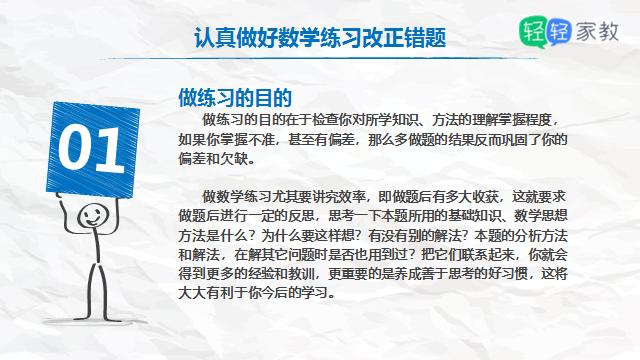 认真做好数学练习改正错题
轻轻家教
01
做练习的目的
做练习的目的在于检查你对所学知识、方法的理解掌握程度，
如果你掌握不准，甚至有偏差，那么多做题的结果反而巩固了你的
偏差和欠缺。
做数学练习尤其要讲究效率，即做题后有多大收获，这就要求
做题后进行一定的反思，思考一下本题所用的基础知识、数学思想
方法是什么？为什么要这样想？有没有别的解法？本题的分析方法
和解法，在解其它问题时是否也用到过？把它们联系起来，你就会
得到更多的经验和教训，更重要的是养成善于思考的好习惯，这将
大大有利于你今后的学习。